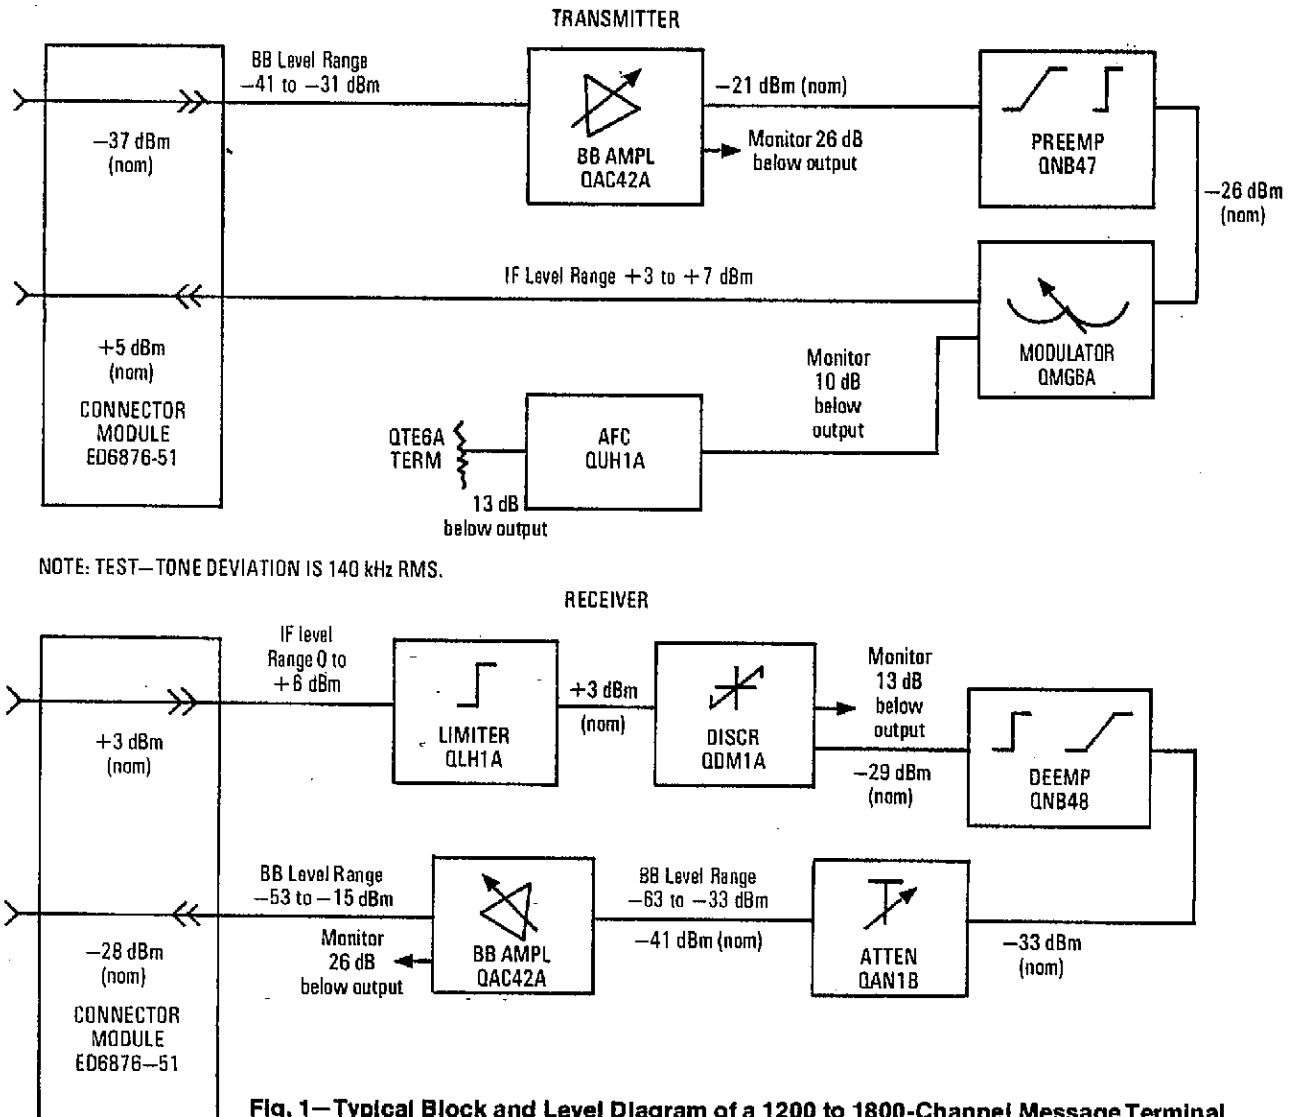 TRANSMITTER
BB Level Range
−41 to −31 dBm
−37 dBm
(nom)
BB AMPL
QAC42A
−21 dBm (nom)
Monitor 26 dB
below output
PREEMP
QNB47
−26 dBm
(nom)
IF Level Range +3 to +7 dBm
MODULATOR
QMG6A
+5 dBm
(nom)
CONNECTOR
MODULE
ED6876-51
Monitor
10 dB
below
output
AFC
QUH1A
QTE6A
TERM
13 dB
below output
NOTE: TEST—TONE DEVIATION IS 140 kHz RMS.
RECEIVER
IF level
Range 0 to
+6 dBm
+3 dBm
(nom)
LIMITER
QLH1A
+3 dBm
(nom)
DISCR
QDM1A
Monitor
13 dB
below
output
−29 dBm
(nom)
DEEMP
QNB48
BB Level Range
−53 to −15 dBm
−28 dBm
(nom)
CONNECTOR
MODULE
ED6876—51
Monitor
26 dB
below output
BB AMPL
QAC42A
BB Level Range
−63 to −33 dBm
−41 dBm (nom)
ATTEN
QAN1B
−33 dBm
(nom)
Fig. 1—Typical Block and Level Diagram of a 1200 to 1800-Channel Message Terminal